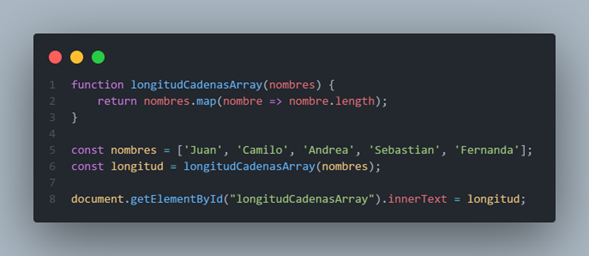 1 function longitudCadenasArray(nombres) {
2     return nombres.map(nombre => nombre.length);
3 }
4
5 const nombres = ['Juan', 'Camilo', 'Andrea', 'Sebastian', 'Fernanda'];
6 const longitud = longitudCadenasArray(nombres);
7
8 document.getElementById("longitudCadenasArray").innerText = longitud;